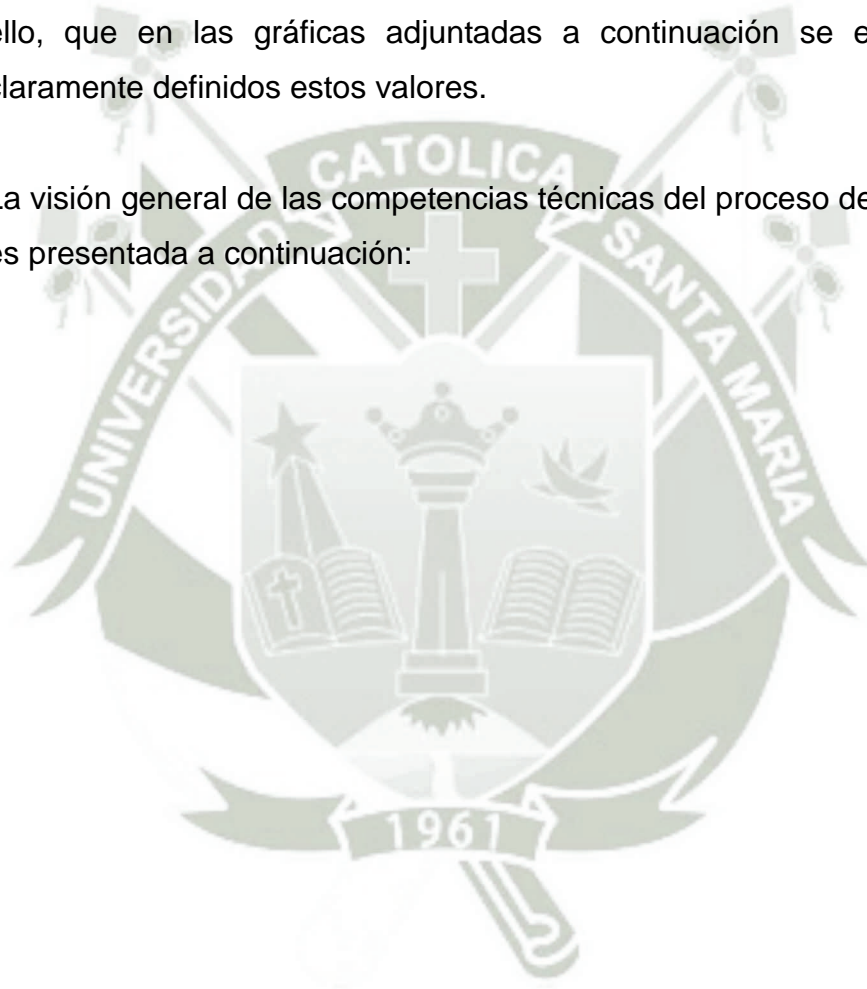 ello, que en las gráficas adjuntadas a continuación se e
claramente definidos estos valores.
La visión general de las competencias técnicas del proceso de
es presentada a continuación:
UNIVERSIDAD CATOLICA SANTA MARIA
1961